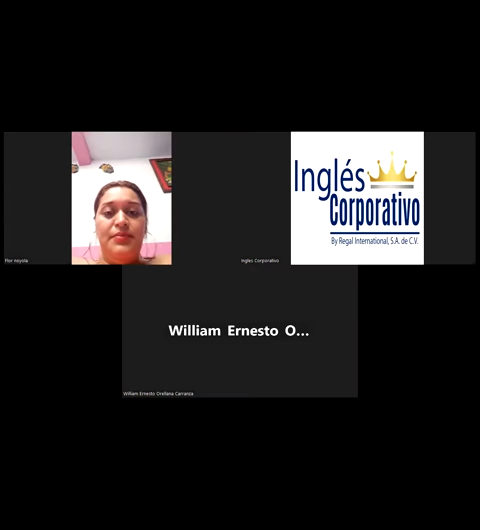 Inglés
Corporativo
By Regal International, S.A. de C.V.
Flor noyola
Ingles Corporativo
William Ernesto O...
William Ernesto Orellana Carranza